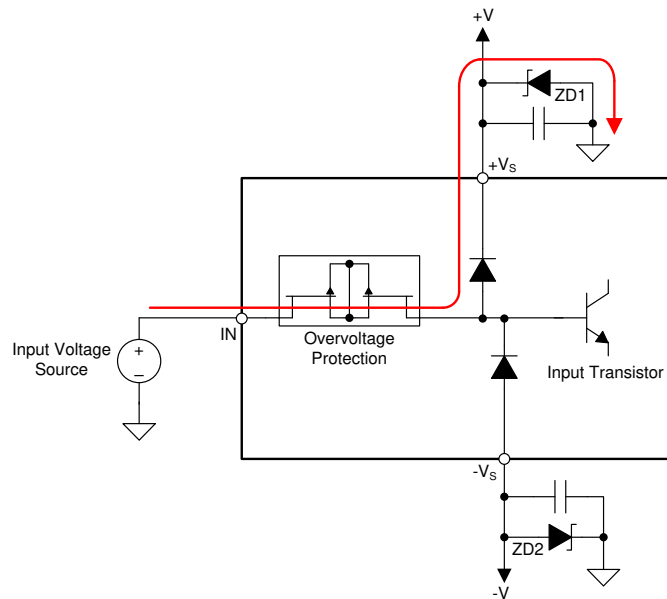 +V
ZD1
+VS
IN
Overvoltage
Protection
Input Voltage
Source
+
–
Input Transistor
-VS
ZD2
-V